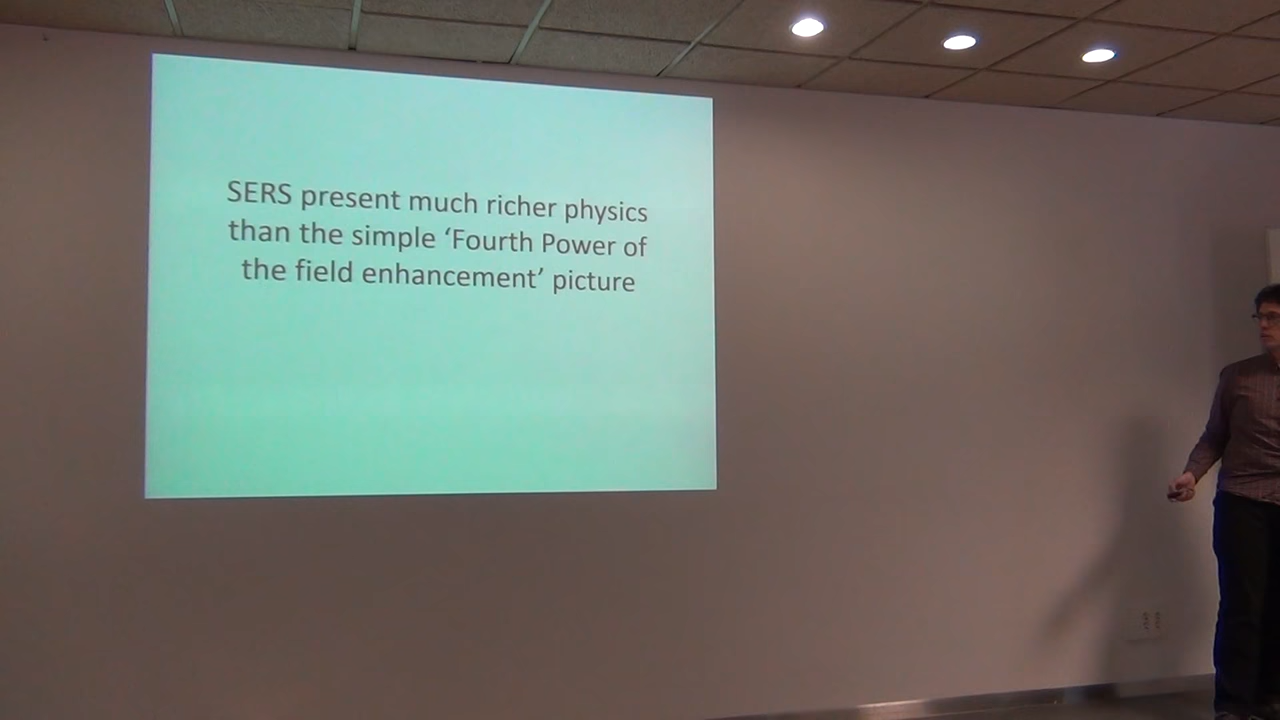 SERS present much richer physics
than the simple ‘Fourth Power of
the field enhancement’ picture